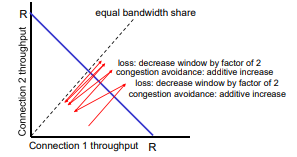 R
equal bandwidth share
loss: decrease window by factor of 2
congestion avoidance: additive increase
loss: decrease window by factor of 2
congestion avoidance: additive increase
Connection 2 throughput
Connection 1 throughput
R